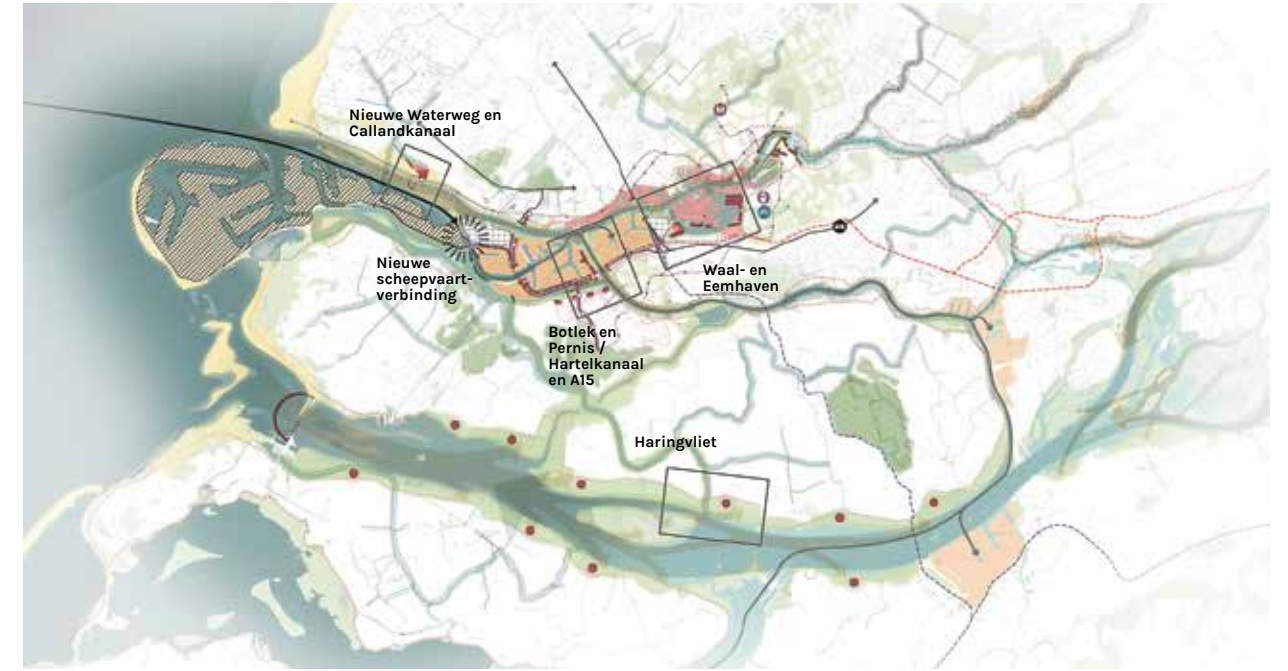 Nieuwe Waterweg en
Callandkanaal
Nieuwe
scheepvaart-
verbinding
Waal- en
Eemhaven
Botlek en
Pernis /
Hartelkanaal
en A15
Haringvliet